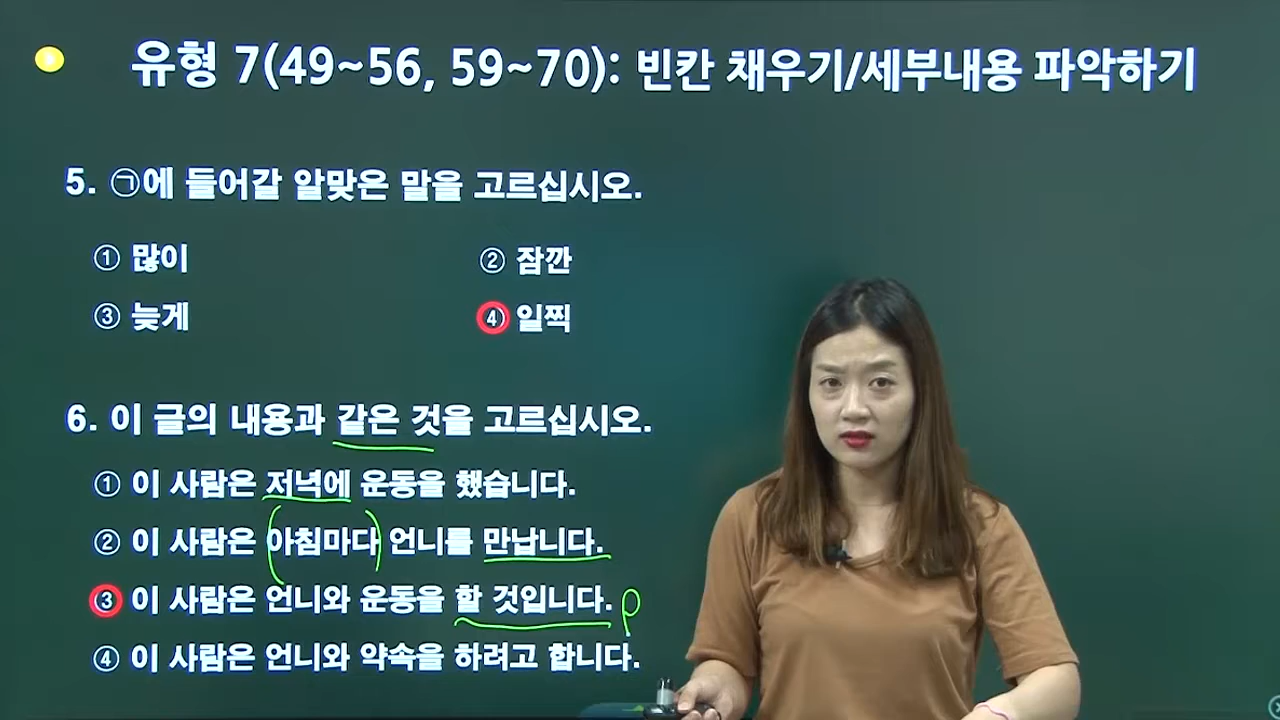 유형 7(49~56, 59~70): 빈칸 채우기/세부내용 파악하기
5. ㉠에 들어갈 알맞은 말을 고르십시오.
① 많이 ② 잠깐
③ 늦게 ④ 일찍
6. 이 글의 내용과 같은 것을 고르십시오.
① 이 사람은 저녁에 운동을 했습니다.
② 이 사람은 아침마다 언니를 만납니다.
③ 이 사람은 언니와 운동을 할 것입니다.
④ 이 사람은 언니와 약속을 하려고 합니다.